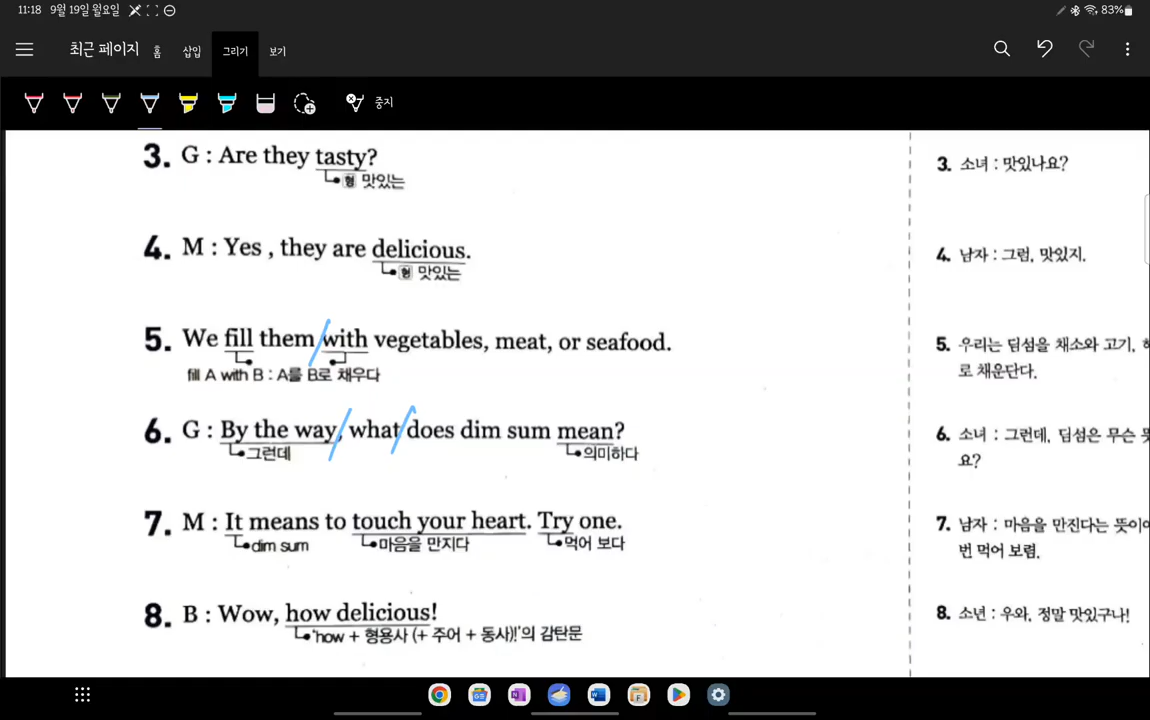 11:18 9월 19일 월요일 83%
최근 페이지 홈 삽입 그리기 보기
중지
3. G : Are they tasty?
형 맛있는
3. 소녀 : 맛있나요?
4. M : Yes , they are delicious.
형 맛있는
4. 남자 : 그럼, 맛있지.
5. We fill them with vegetables, meat, or seafood.
fill A with B : A를 B로 채우다
5. 우리는 딤섬을 채소와 고기,
로 채운단다.
6. G : By the way, what does dim sum mean?
그런데
의미하다
6. 소녀 : 그런데, 딤섬은 무슨
요?
7. M : It means to touch your heart. Try one.
dim sum
마음을 만지다
먹어 보다
7. 남자 : 마음을 만진다는 뜻이
번 먹어 보렴.
8. B : Wow, how delicious!
'how + 형용사 (+ 주어 + 동사)!'의 감탄문
8. 소년 : 우와, 정말 맛있구나!